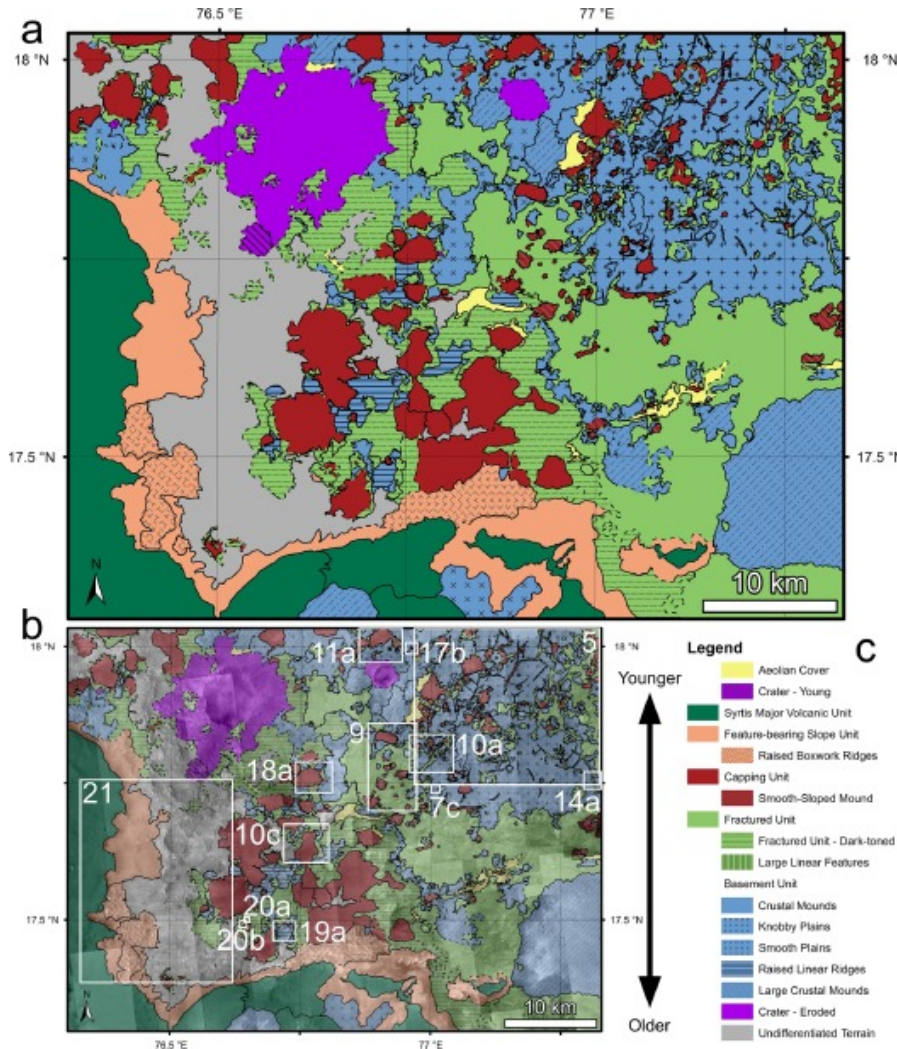 76.5 °E 77 °E
a
18 °N 18 °N
17.5 °N 17.5 °N
N
10 km
b
18 °N
11a
17b
5
9
10a
18a
7c
14a
21
10c
20a
20b
19a
17.5 °N
N
10 km
76.5 °E 77 °E
c
Legend
Younger
Older
Aeolian Cover
Crater - Young
Syrtis Major Volcanic Unit
Feature-bearing Slope Unit
Raised Boxwork Ridges
Capping Unit
Smooth-Sloped Mound
Fractured Unit
Fractured Unit - Dark-toned
Large Linear Features
Basement Unit
Crustal Mounds
Knobby Plains
Smooth Plains
Raised Linear Ridges
Large Crustal Mounds
Crater - Eroded
Undifferentiated Terrain